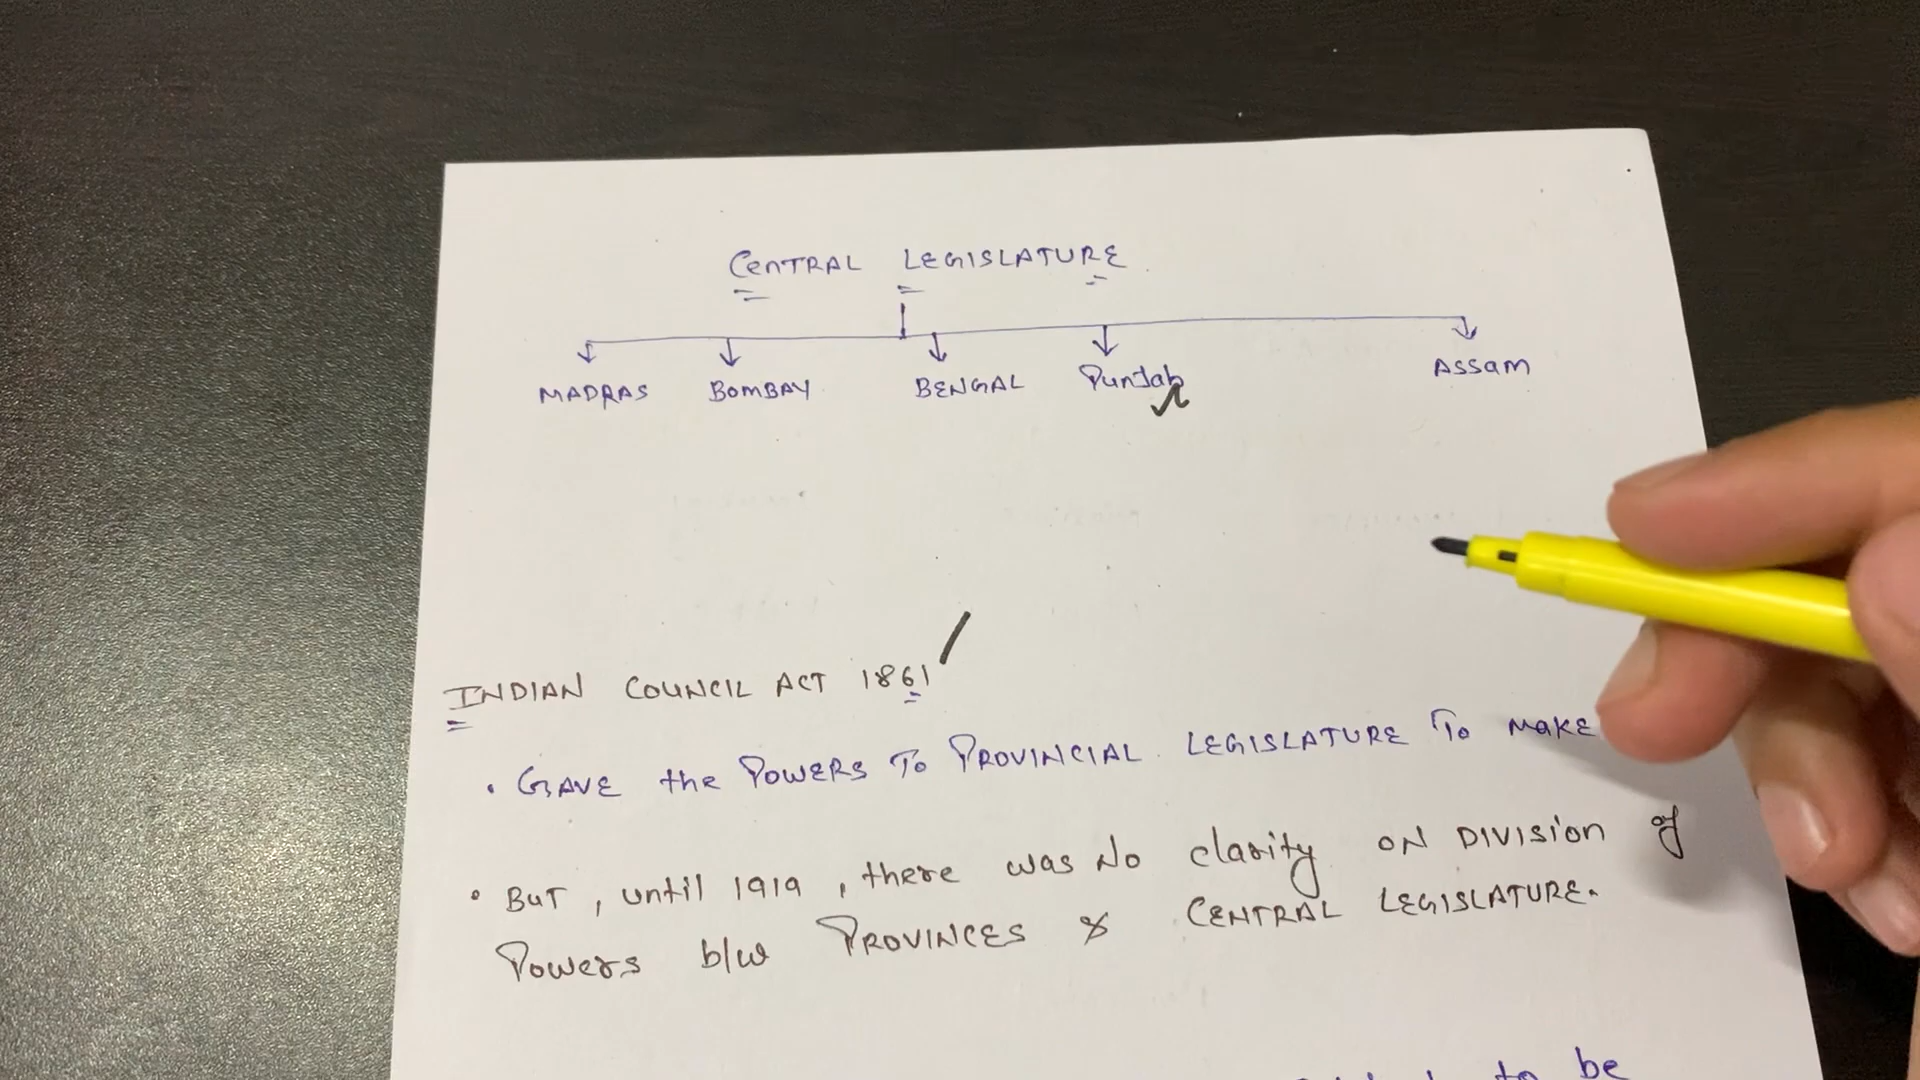 CENTRAL LEGISLATURE
MADRAS BOMBAY BENGAL Punjab ASSAM
INDIAN COUNCIL ACT 1861
• GAVE the POWERS TO PROVINCIAL LEGISLATURE TO MAKE
• BUT, until 1919, there was No clarity ON DIVISION of
Powers b/w PROVINCES & CENTRAL LEGISLATURE.
to be